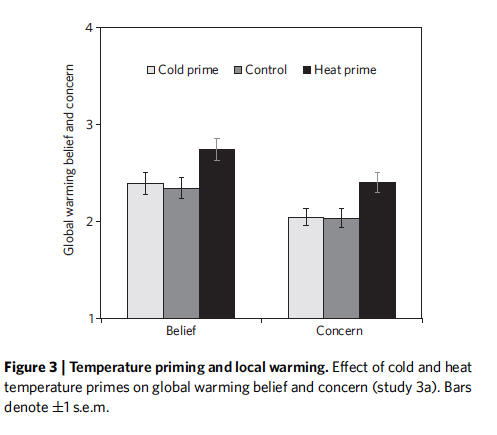 4
Cold prime Control Heat prime
3
Global warming belief and concern
2
1
Belief Concern
Figure 3 | Temperature priming and local warming. Effect of cold and heat
temperature primes on global warming belief and concern (study 3a). Bars
denote ±1 s.e.m.